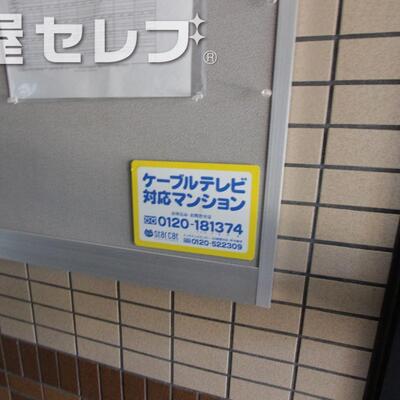 屋セレブ®
ケーブルテレビ
対応マンション
0120-181374
starcat
0120-522309